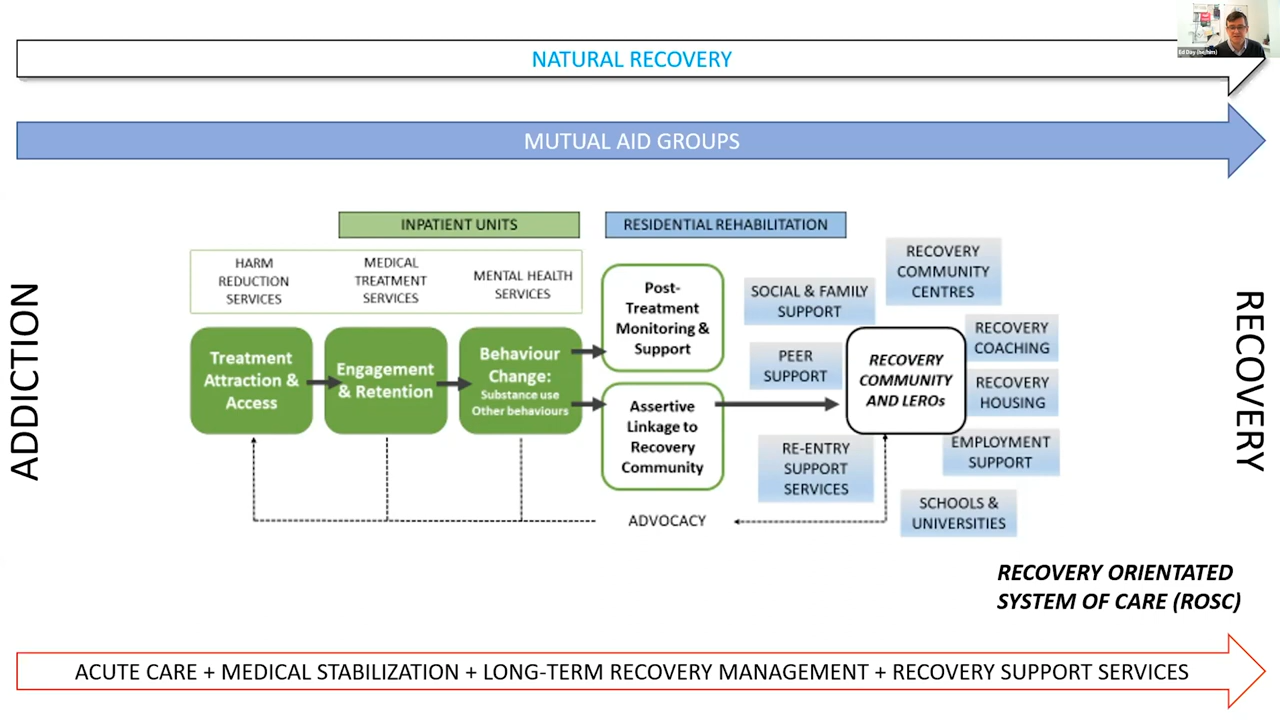 NATURAL RECOVERY
Ed Day (he/him)
MUTUAL AID GROUPS
INPATIENT UNITS
RESIDENTIAL REHABILITATION
HARM
REDUCTION
SERVICES
MEDICAL
TREATMENT
SERVICES
MENTAL HEALTH
SERVICES
Treatment
Attraction &
Access
Engagement
& Retention
Behaviour
Change:
Substance use
Other behaviours
Post-
Treatment
Monitoring &
Support
Assertive
Linkage to
Recovery
Community
SOCIAL & FAMILY
SUPPORT
PEER
SUPPORT
RE-ENTRY
SUPPORT
SERVICES
RECOVERY
COMMUNITY
CENTRES
RECOVERY
COMMUNITY
AND LEROs
RECOVERY
COACHING
RECOVERY
HOUSING
EMPLOYMENT
SUPPORT
SCHOOLS &
UNIVERSITIES
ADVOCACY
ADDICTION
RECOVERY
RECOVERY ORIENTATED
SYSTEM OF CARE (ROSC)
ACUTE CARE + MEDICAL STABILIZATION + LONG-TERM RECOVERY MANAGEMENT + RECOVERY SUPPORT SERVICES